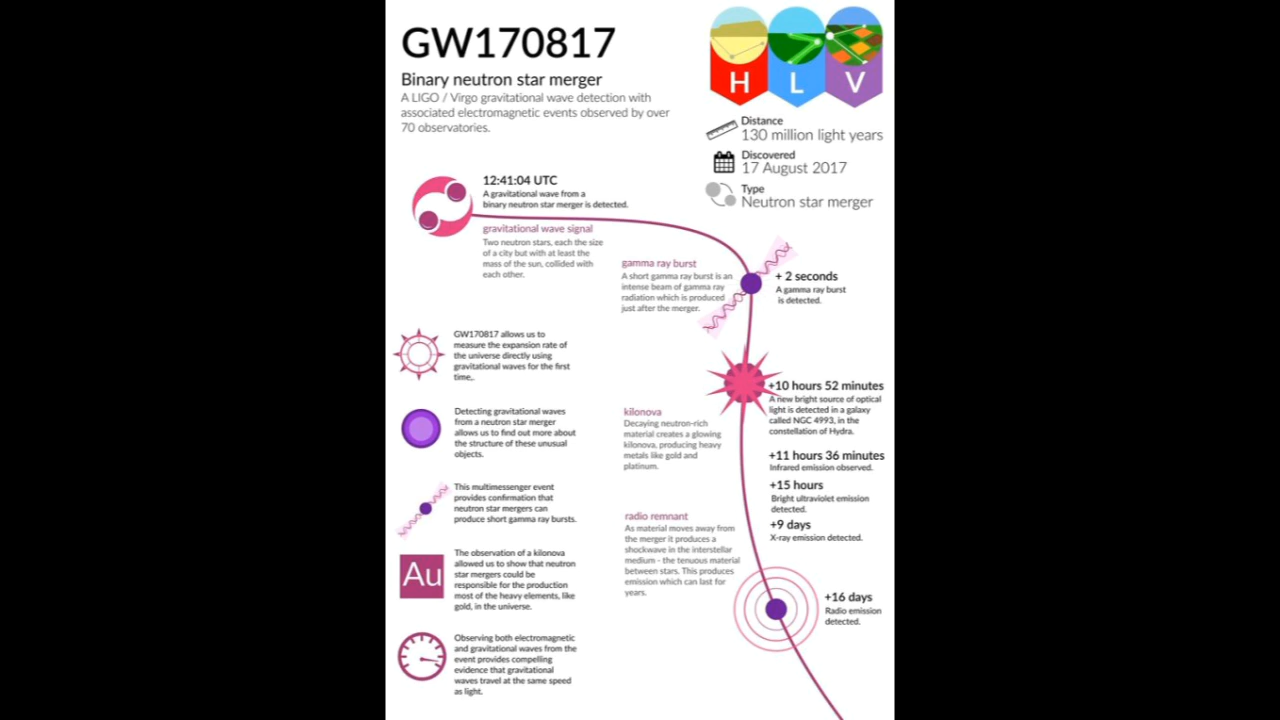 GW170817
Binary neutron star merger
A LIGO / Virgo gravitational wave detection with
associated electromagnetic events observed by over
70 observatories.
H L V
Distance
130 million light years
Discovered
17 August 2017
Type
Neutron star merger
12:41:04 UTC
A gravitational wave from a
binary neutron star merger is detected.
gravitational wave signal
Two neutron stars, each the size
of a city but with at least the
mass of the sun, collided with
each other.
gamma ray burst
A short gamma ray burst is an
intense beam of gamma ray
radiation which is produced
just after the merger.
+ 2 seconds
A gamma ray burst
is detected.
GW170817 allows us to
measure the expansion rate of
the universe directly using
gravitational waves for the first
time,.
+10 hours 52 minutes
A new bright source of optical
light is detected in a galaxy
called NGC 4993, in the
constellation of Hydra.
Detecting gravitational waves
from a neutron star merger
allows us to find out more about
the structure of these unusual
objects.
kilonova
Decaying neutron-rich
material creates a glowing
kilonova, producing heavy
metals like gold and
platinum.
+11 hours 36 minutes
Infrared emission observed.
+15 hours
Bright ultraviolet emission
detected.
+9 days
X-ray emission detected.
This multimessenger event
provides confirmation that
neutron star mergers can
produce short gamma ray bursts.
radio remnant
As material moves away from
the merger it produces a
shockwave in the interstellar
medium - the tenuous material
between stars. This produces
emission which can last for
years.
Au
The observation of a kilonova
allowed us to show that neutron
star mergers could be
responsible for the production
most of the heavy elements, like
gold, in the universe.
+16 days
Radio emission
detected.
Observing both electromagnetic
and gravitational waves from the
event provides compelling
evidence that gravitational
waves travel at the same speed
as light.